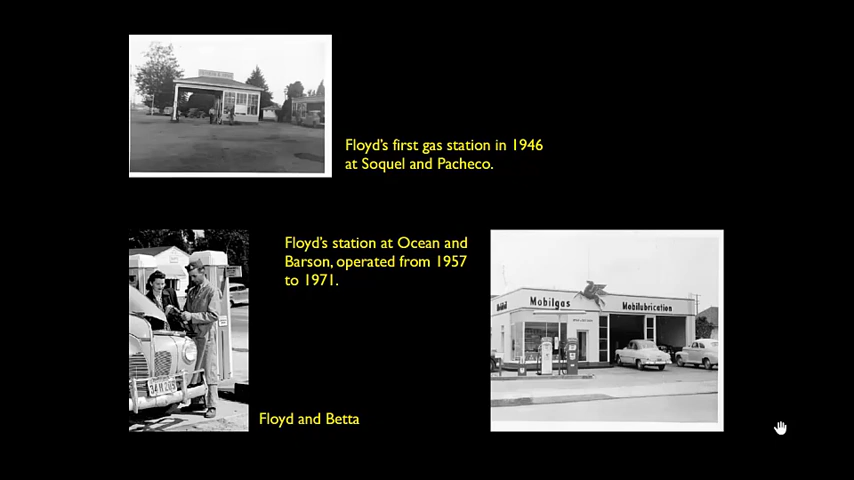 Floyd's first gas station in 1946
at Soquel and Pacheco.
Floyd's station at Ocean and
Barson, operated from 1957
to 1971.
Mobilgas
Mobilubrication
Floyd and Betta